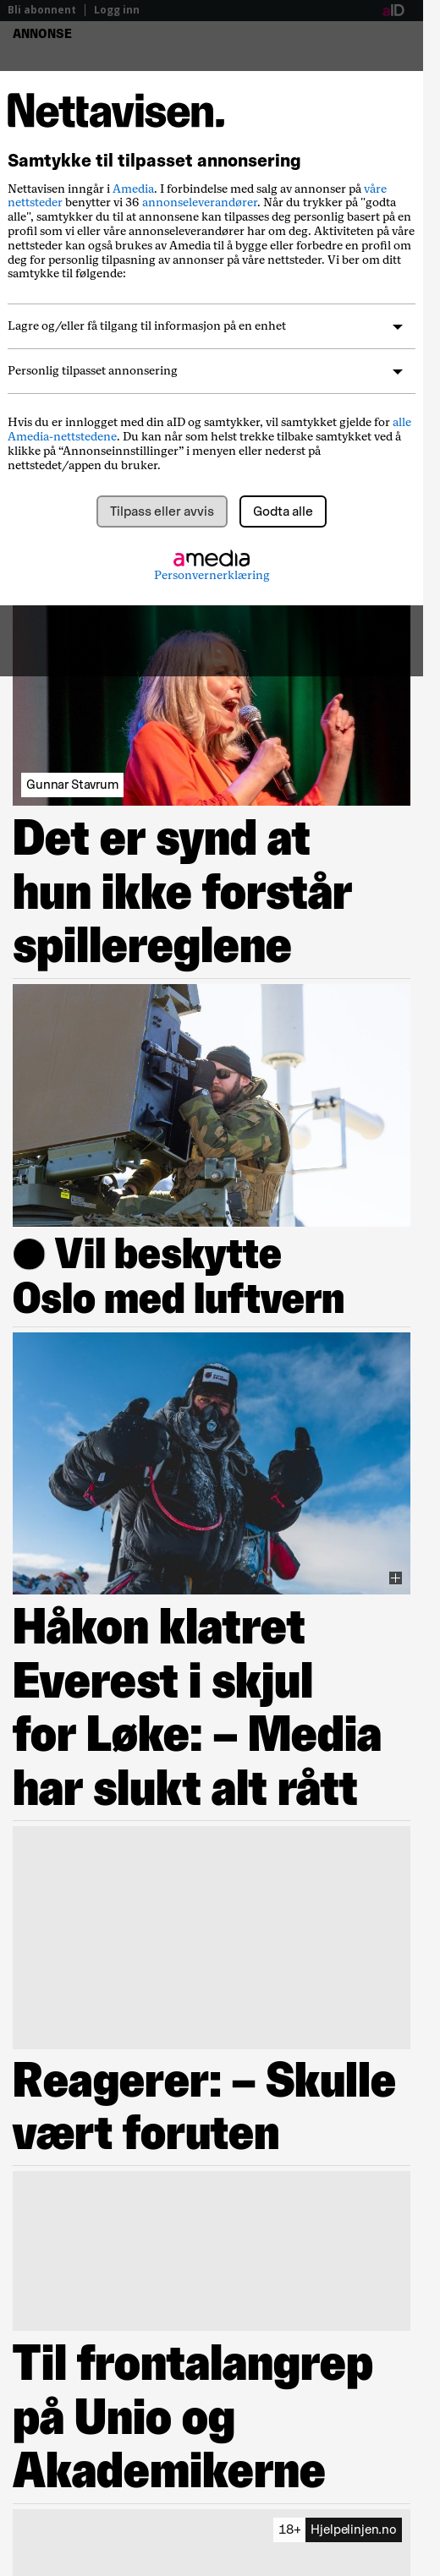 Bli abonnent | Logg inn
aID
ANNONSE
Nettavisen.
Samtykke til tilpasset annonsering
Nettavisen inngår i Amedia. I forbindelse med salg av annonser på våre
nettsteder benytter vi 36 annonseleverandører. Når du trykker på "godta
alle", samtykker du til at annonsene kan tilpasses deg personlig basert på en
profil som vi eller våre annonseleverandører har om deg. Aktiviteten på våre
nettsteder kan også brukes av Amedia til å bygge eller forbedre en profil om
deg for personlig tilpasning av annonser på våre nettsteder. Vi ber om ditt
samtykke til følgende:
Lagre og/eller få tilgang til informasjon på en enhet
Personlig tilpasset annonsering
Hvis du er innlogget med din aID og samtykker, vil samtykket gjelde for alle
Amedia-nettstedene. Du kan når som helst trekke tilbake samtykket ved å
klikke på “Annonseinnstillinger” i menyen eller nederst på
nettstedet/appen du bruker.
Tilpass eller avvis
Godta alle
amedia
Personvernerklæring
Gunnar Stavrum
Det er synd at
hun ikke forstår
spillereglene
Vil beskytte
Oslo med luftvern
Håkon klatret
Everest i skjul
for Løke: – Media
har slukt alt rått
Reagerer: – Skulle
vært foruten
Til frontalangrep
på Unio og
Akademikerne
18+ Hjelpelinjen.no